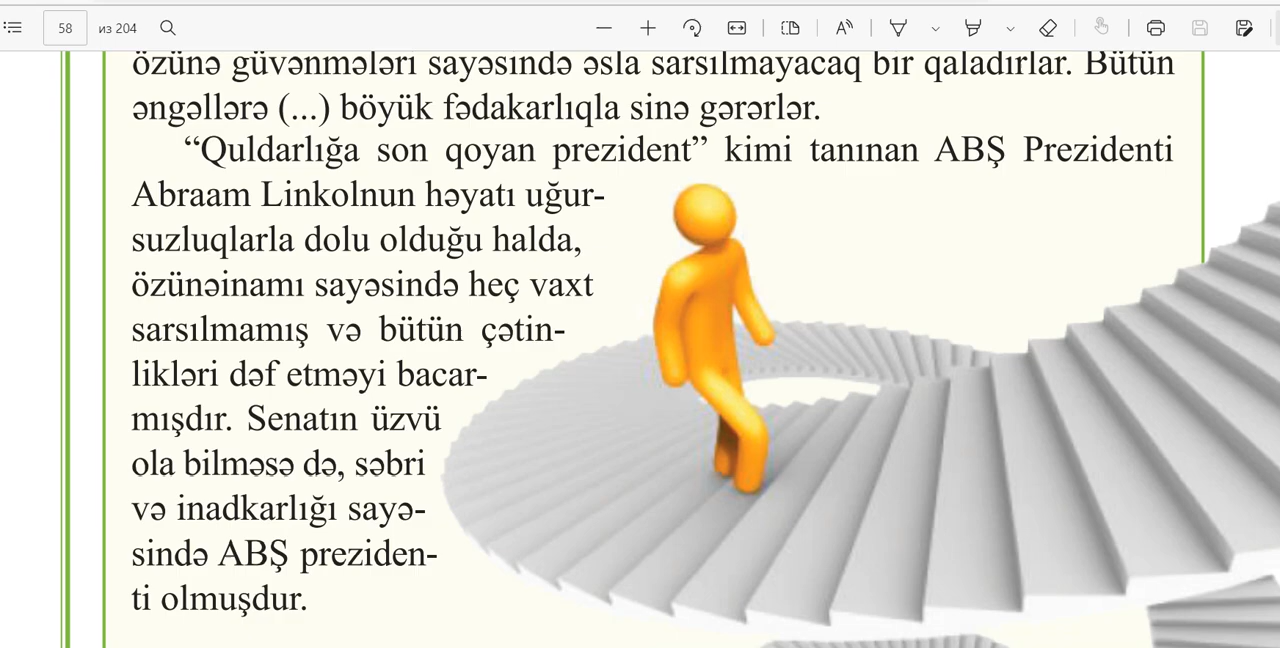 58 из 204
özünə güvənmələri sayəsində əsla sarsılmayacaq bir qaladırlar. Bütün
əngəllərə (...) böyük fədakarlıqla sinə gərərlər.
“Quldarlığa son qoyan prezident” kimi tanınan ABŞ Prezidenti
Abraam Linkolnun həyatı uğur-
suzluqlarla dolu olduğu halda,
özünəinamı sayəsində heç vaxt
sarsılmamış və bütün çətin-
likləri dəf etməyi bacar-
mışdır. Senatın üzvü
ola bilməsə də, səbri
və inadkarlığı sayə-
sində ABŞ preziden-
ti olmuşdur.